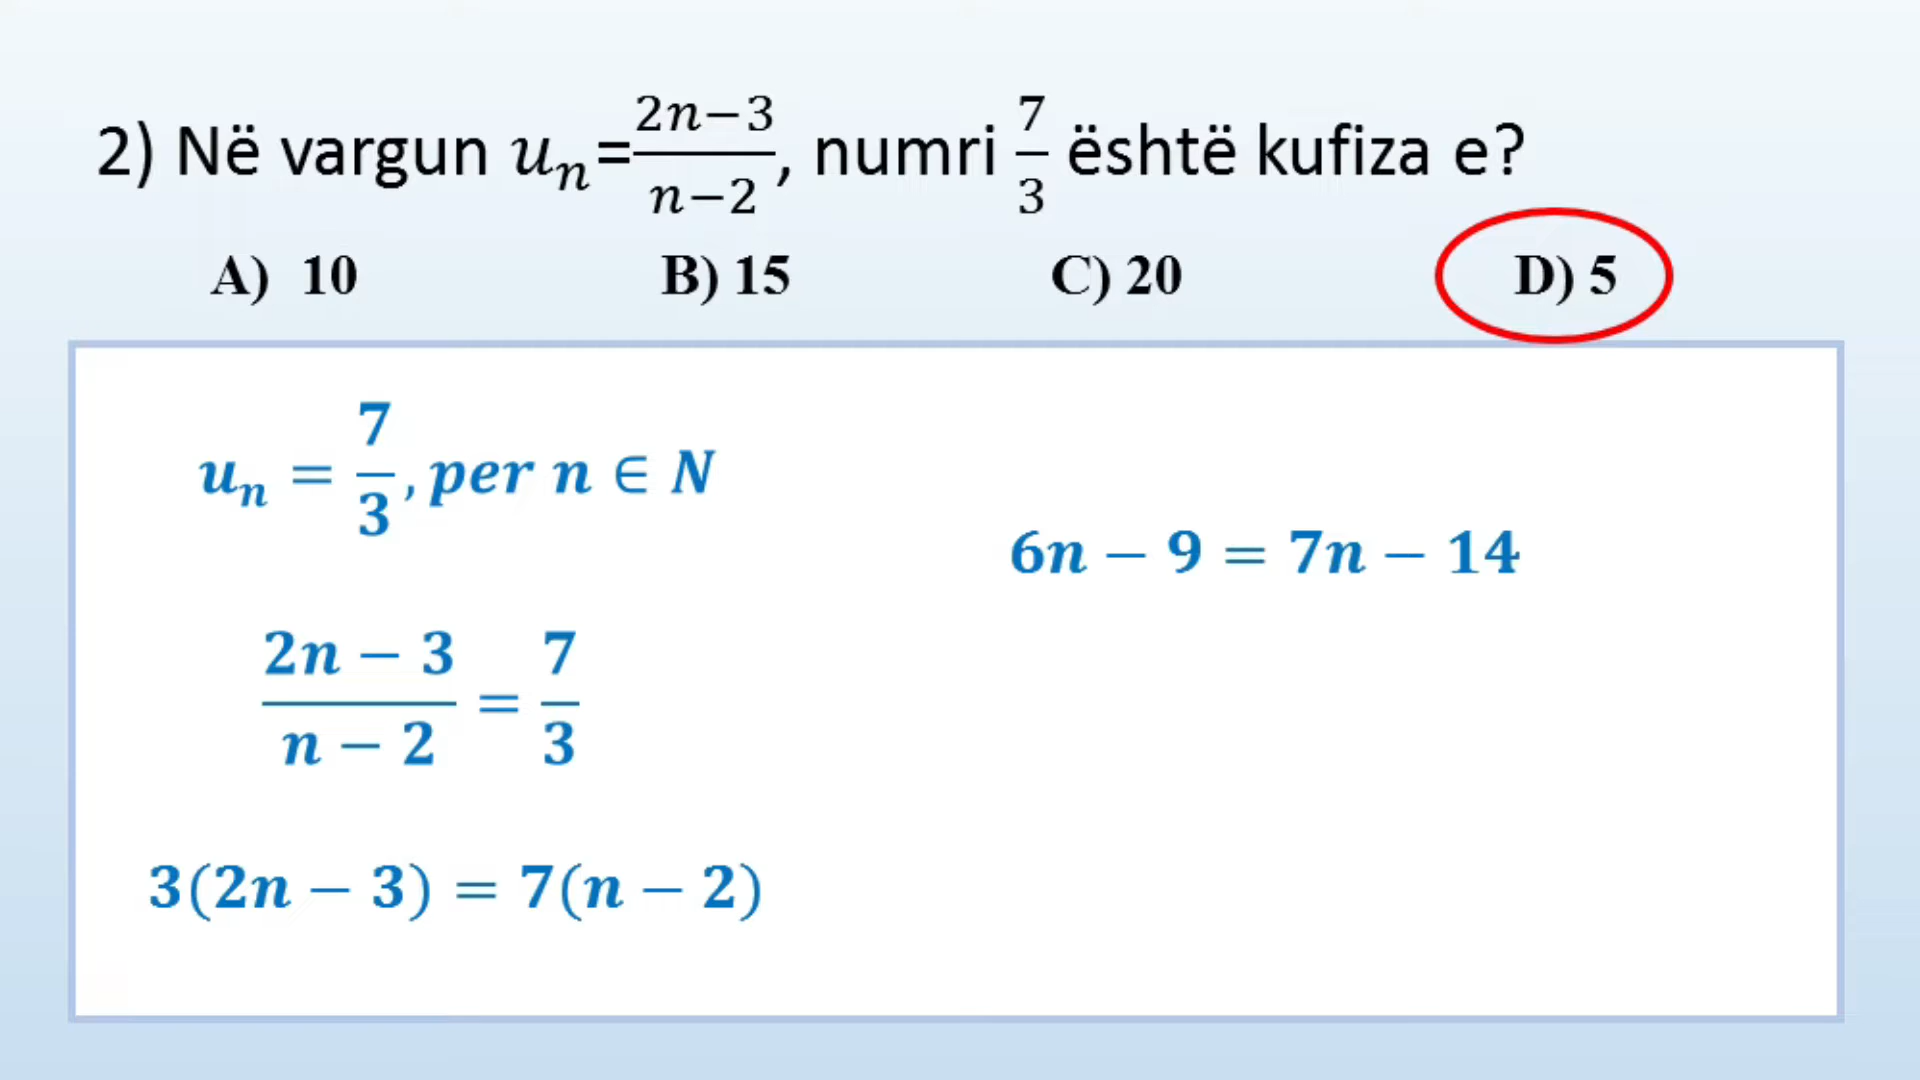 2) Në vargun uₙ=(2n−3)/(n−2), numri 7/3 është kufiza e?
A) 10 B) 15 C) 20 D) 5
uₙ = 7/3, per n ∈ N
(2n − 3)/(n − 2) = 7/3
3(2n − 3) = 7(n − 2)
6n − 9 = 7n − 14